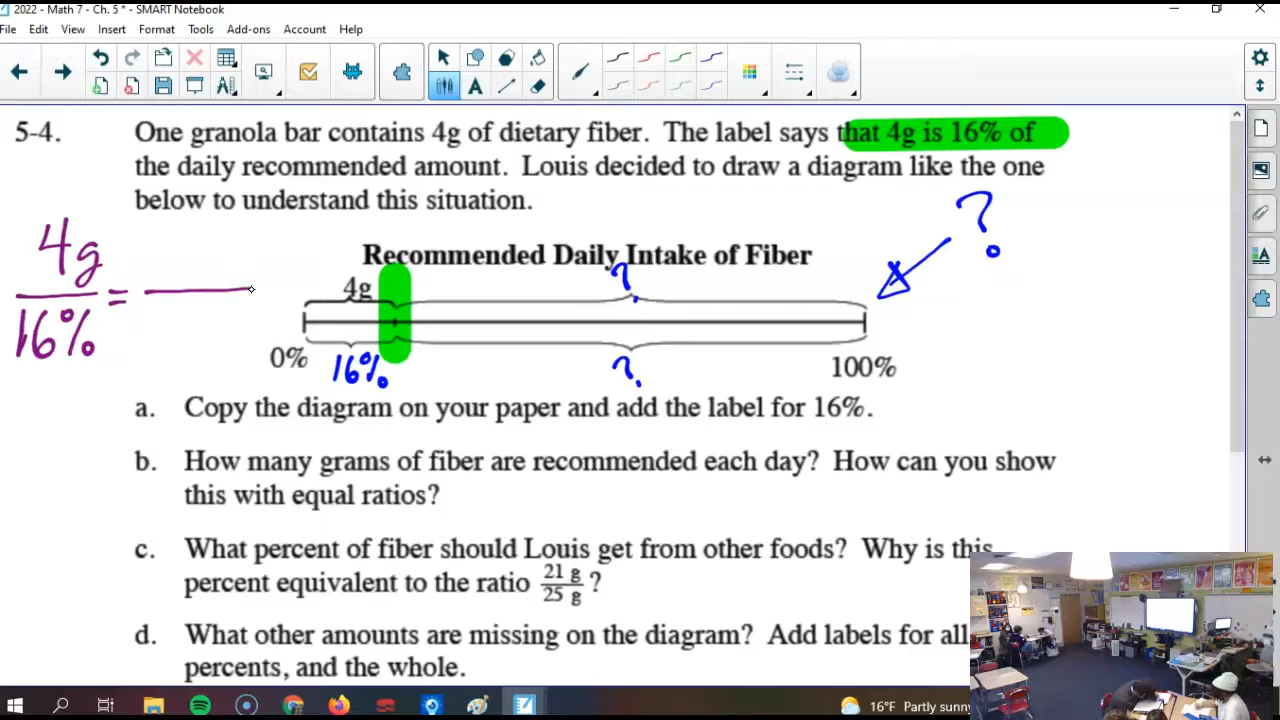 2022 - Math 7 - Ch. 5 * - SMART Notebook
File Edit View Insert Format Tools Add-ons Account Help
5-4. One granola bar contains 4g of dietary fiber. The label says that 4g is 16% of
the daily recommended amount. Louis decided to draw a diagram like the one
below to understand this situation.
?
Recommended Daily Intake of Fiber
4g
?
4g
16%
=
0%
16%
?
100%
a. Copy the diagram on your paper and add the label for 16%.
b. How many grams of fiber are recommended each day? How can you show
this with equal ratios?
c. What percent of fiber should Louis get from other foods? Why is this
percent equivalent to the ratio 21 g / 25 g ?
d. What other amounts are missing on the diagram? Add labels for all
percents, and the whole.
16°F Partly sunny